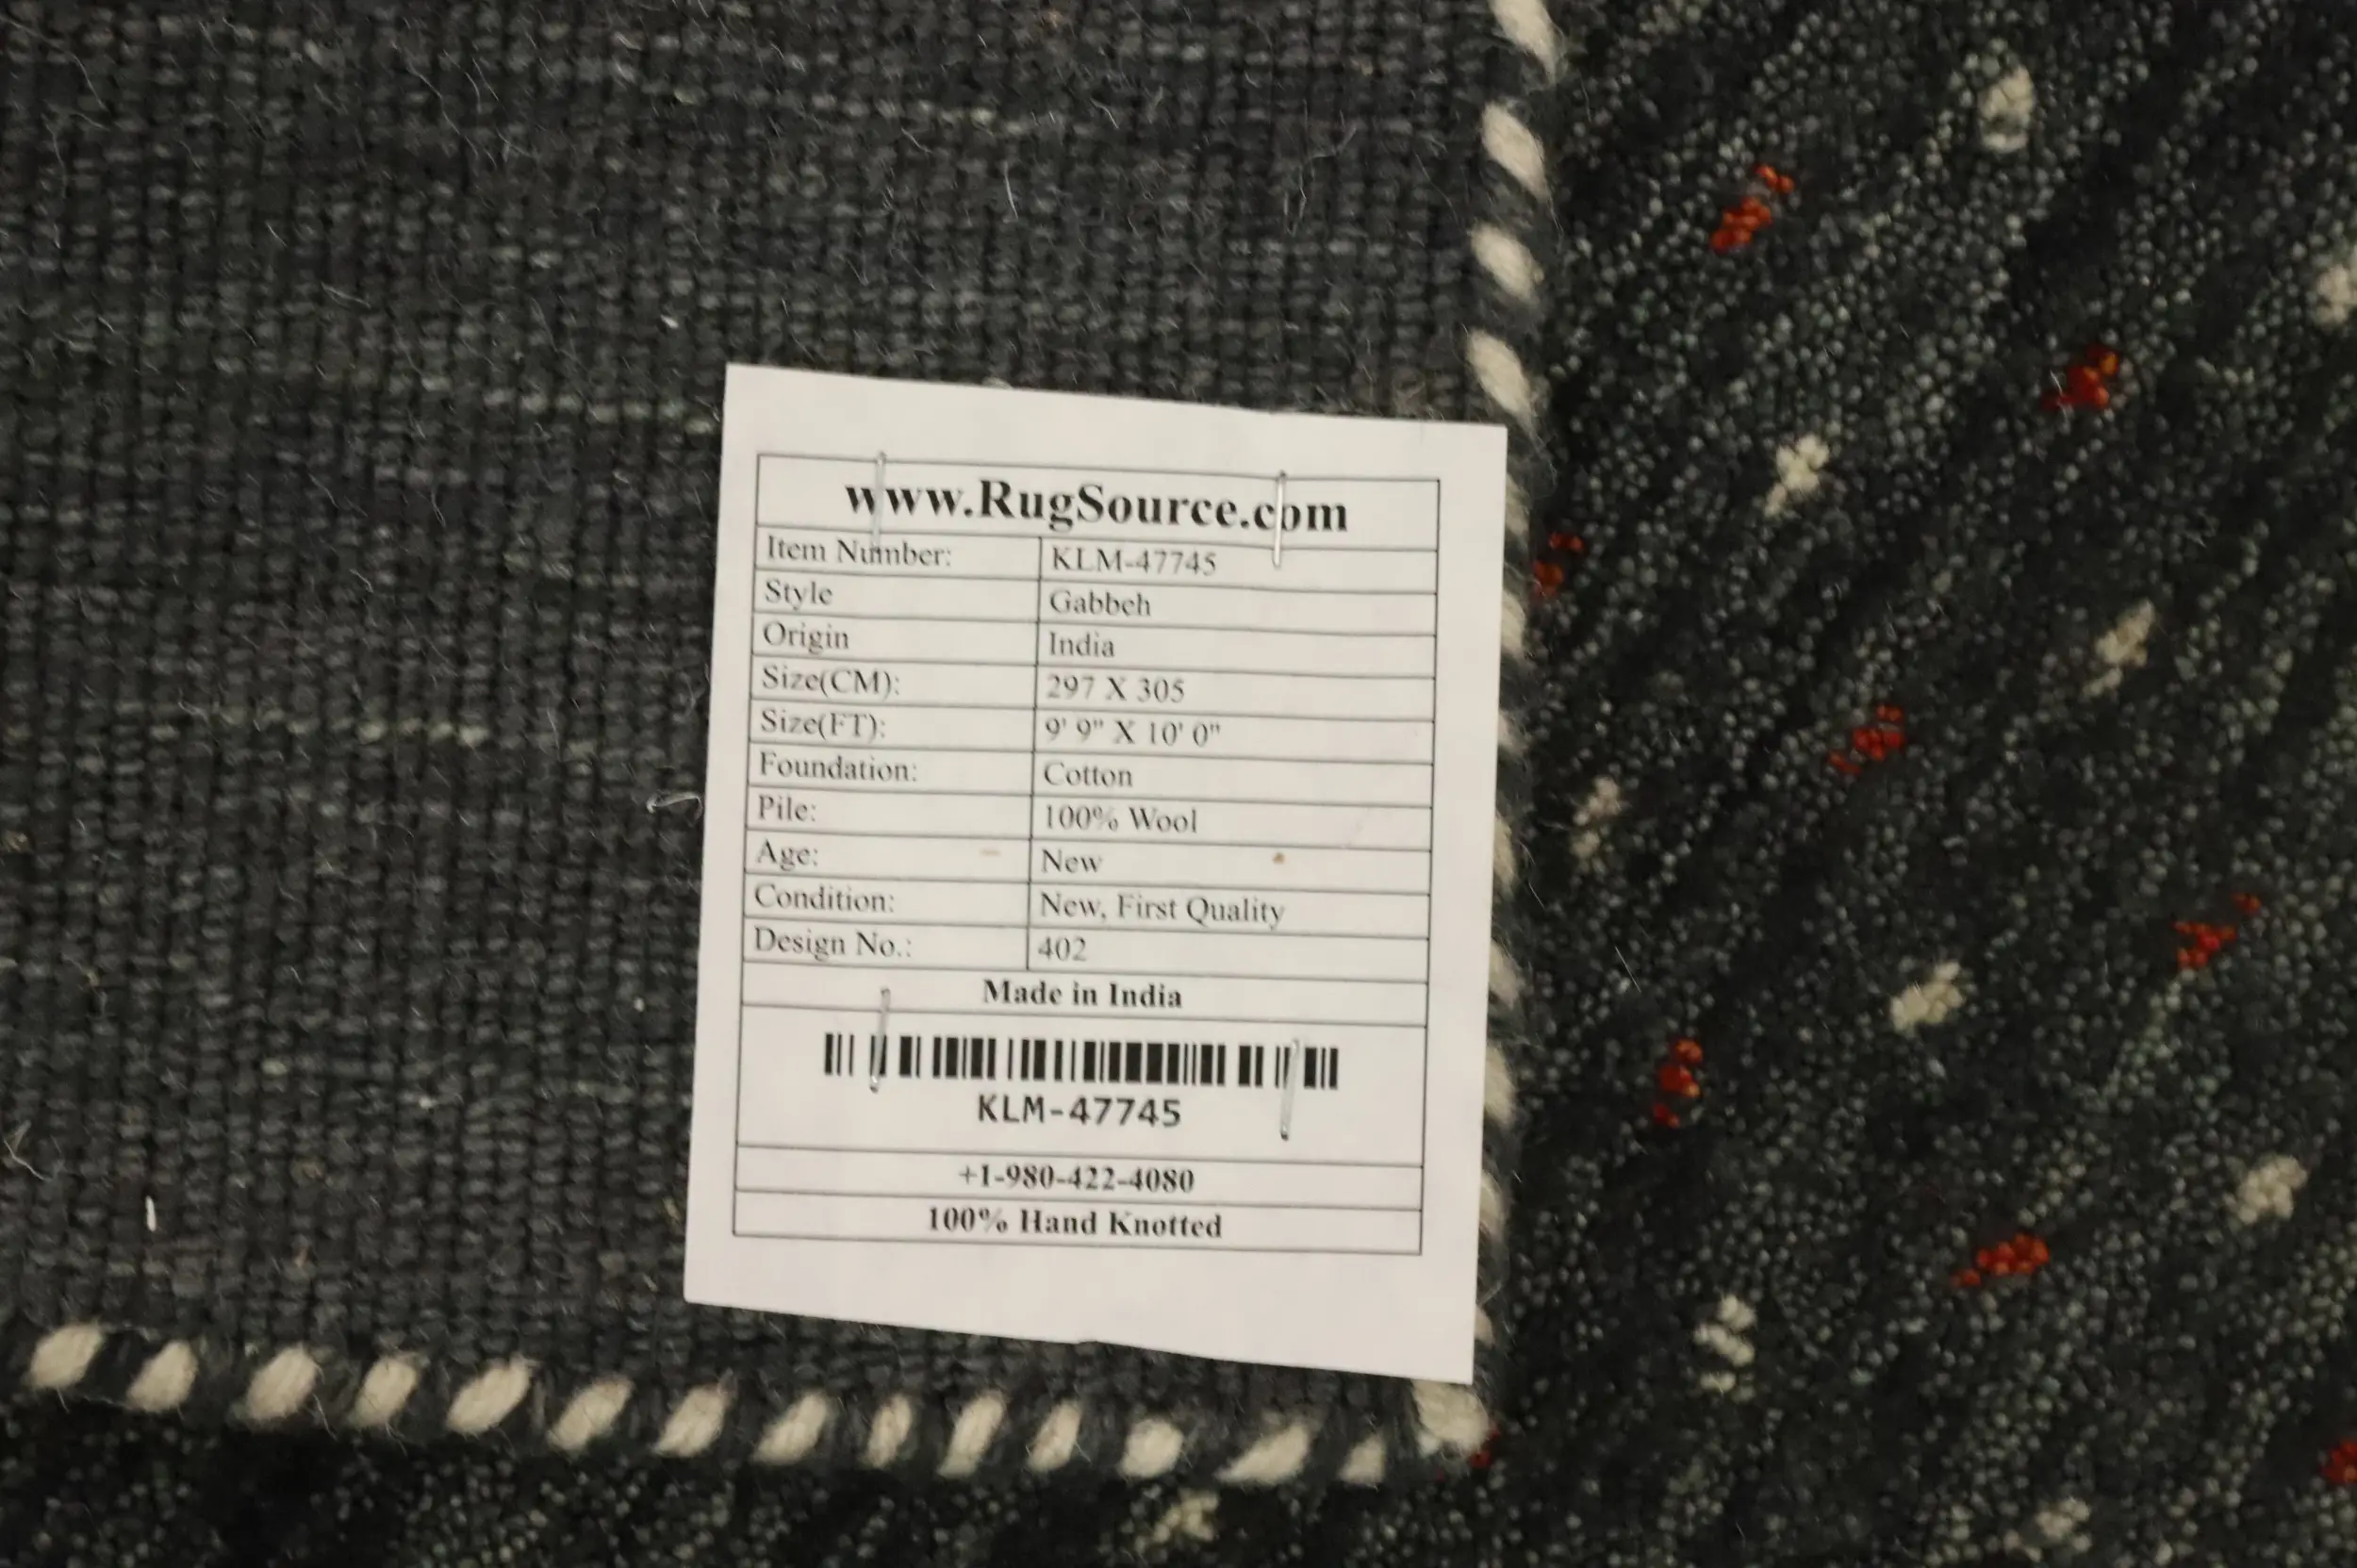 www.RugSource.com
Item Number: KLM-47745
Style Gabbeh
Origin India
Size(CM): 297 X 305
Size(FT): 9' 9" X 10' 0"
Foundation: Cotton
Pile: 100% Wool
Age: New
Condition: New, First Quality
Design No.: 402
Made in India
KLM-47745
+1-980-422-4080
100% Hand Knotted